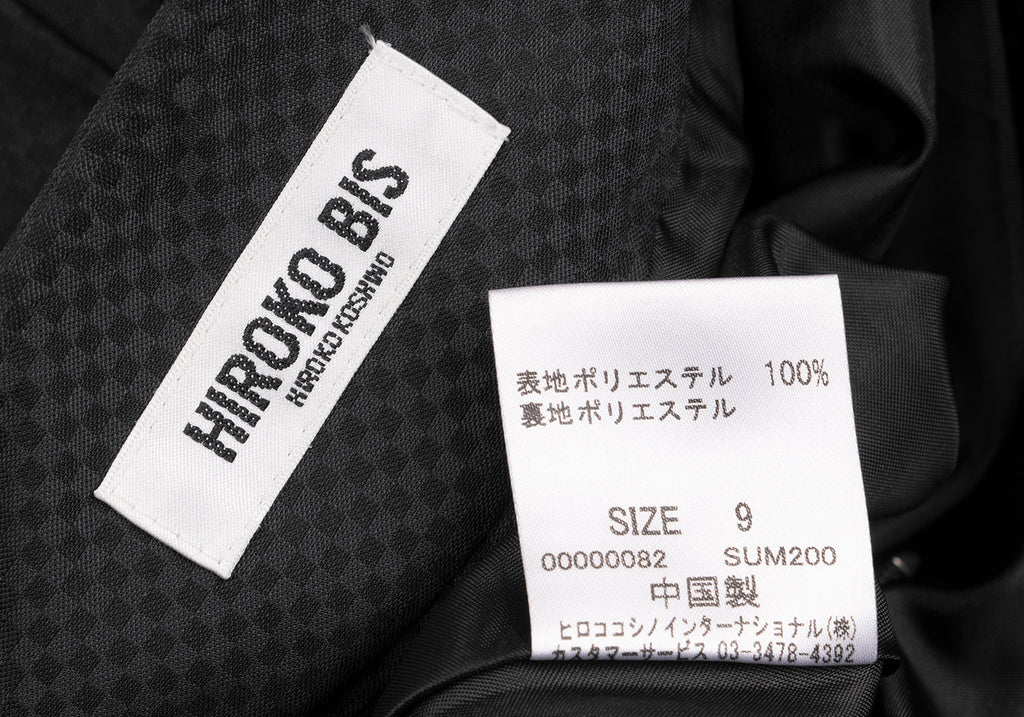 HIROKO BIS
HIROKO KOSHINO
表地ポリエステル 100%
裏地ポリエステル
SIZE 9
00000082 SUM200
中国製
ヒロココシノインターナショナル(株)
カスタマーサービス 03-3478-4392